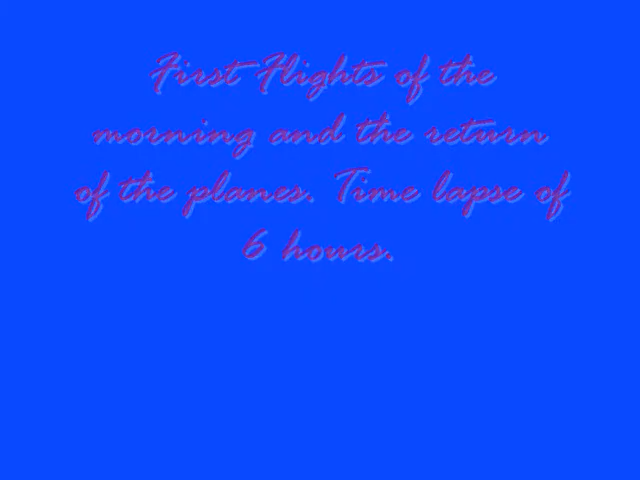 First Flights of the
morning and the return
of the planes. Time lapse of
6 hours.